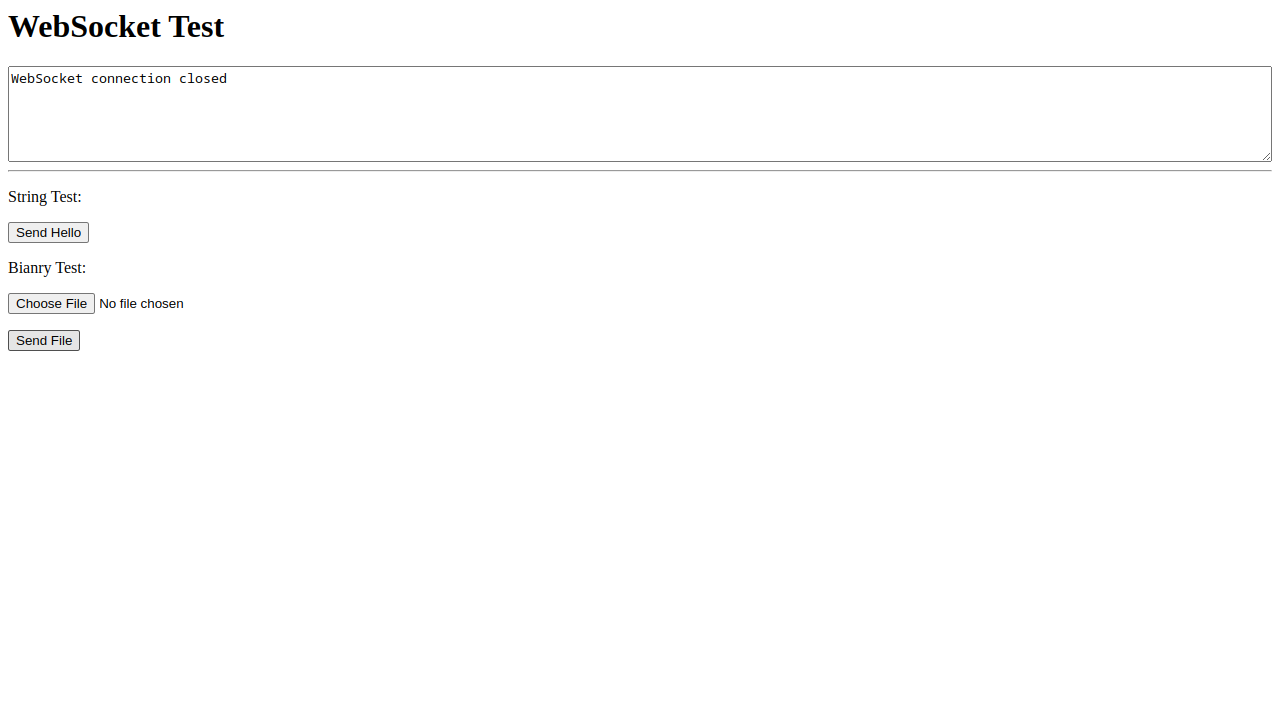 WebSocket Test
WebSocket connection closed
String Test:
Send Hello
Bianry Test:
Choose File No file chosen
Send File